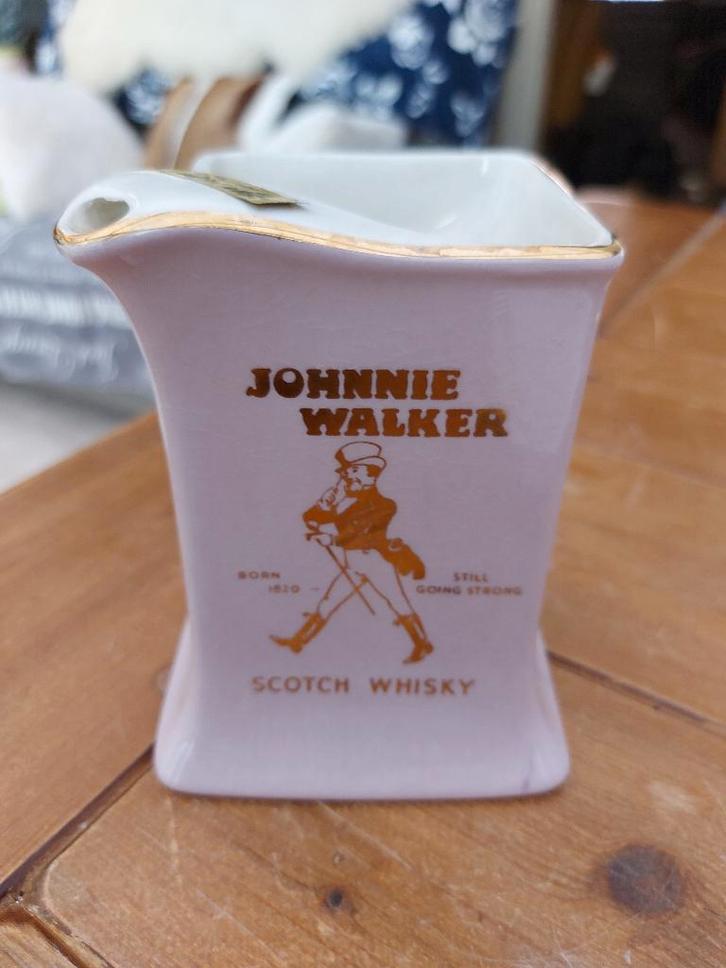 JOHNNIE
WALKER
BORN
1820 –
STILL
GOING STRONG
SCOTCH WHISKY